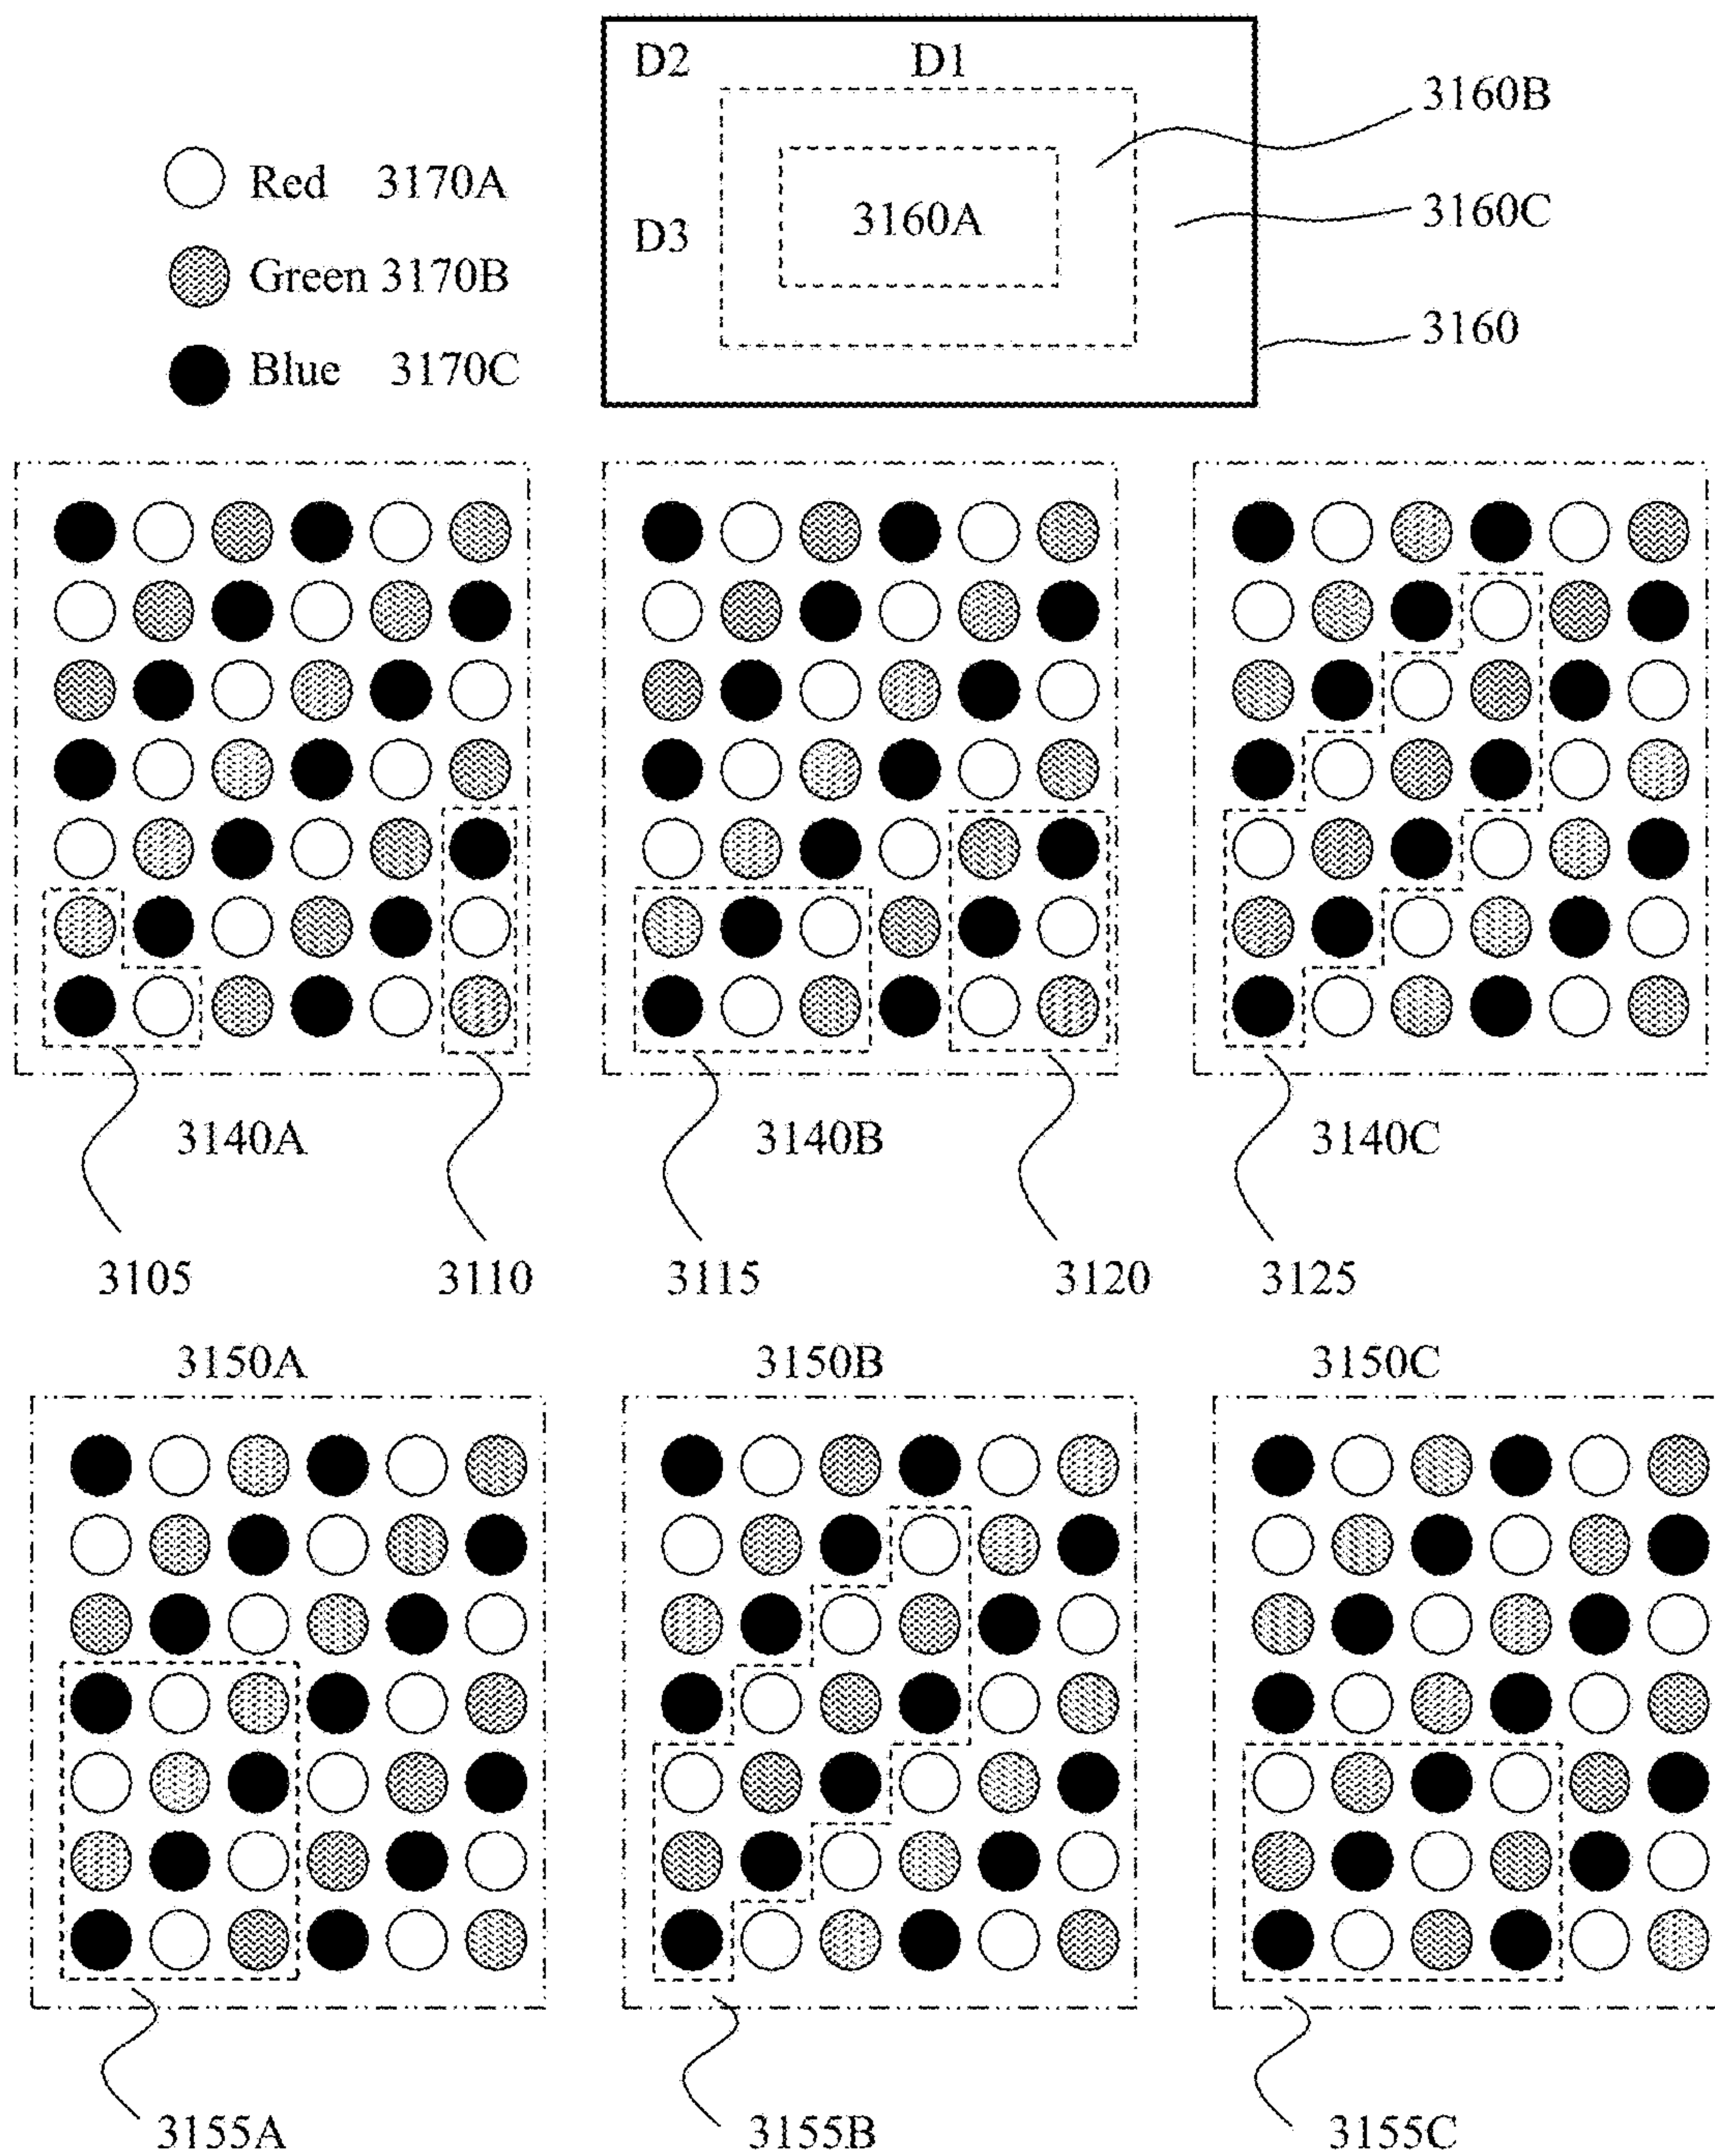 D2 D1
3160B
Red 3170A
3160A
3160C
D3
Green 3170B
3160
Blue 3170C
3140A 3140B 3140C
3105 3110 3115 3120 3125
3150A 3150B 3150C
3155A 3155B 3155C